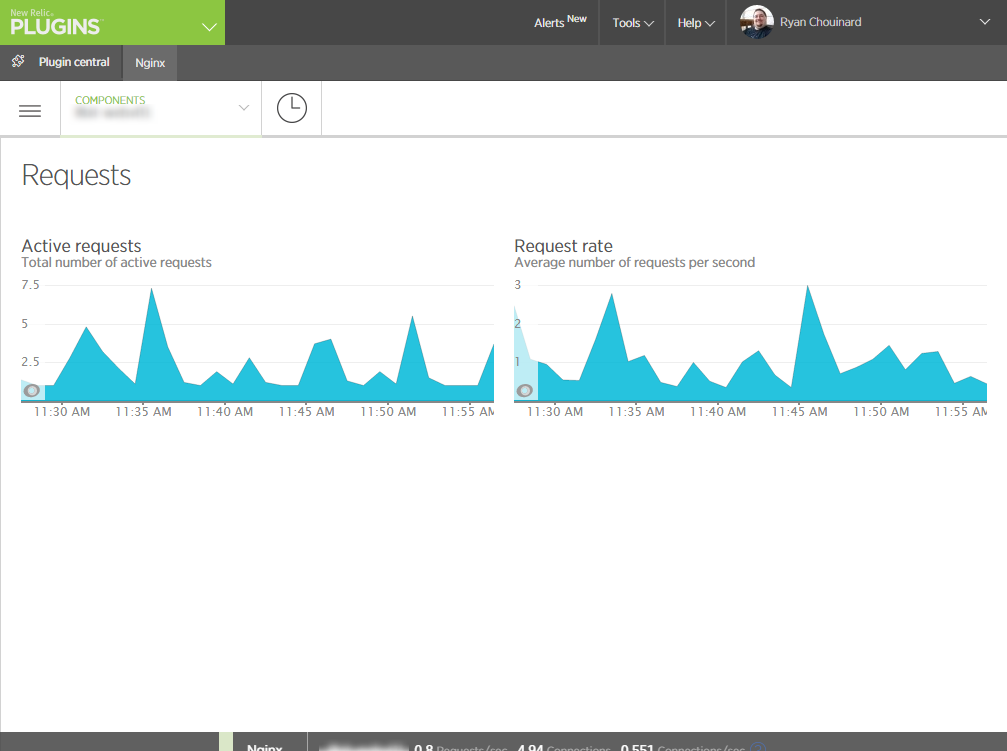 New Relic.
PLUGINS
Alerts New
Tools
Help
Ryan Chouinard
Plugin central
Nginx
COMPONENTS
Requests
Active requests
Total number of active requests
7.5
5
2.5
11:30 AM 11:35 AM 11:40 AM 11:45 AM 11:50 AM 11:55 AM
Request rate
Average number of requests per second
3
2
1
11:30 AM 11:35 AM 11:40 AM 11:45 AM 11:50 AM 11:55 AM
Nginx 0.8 Requests/sec 4.94 Connections 0.551 Connections/sec